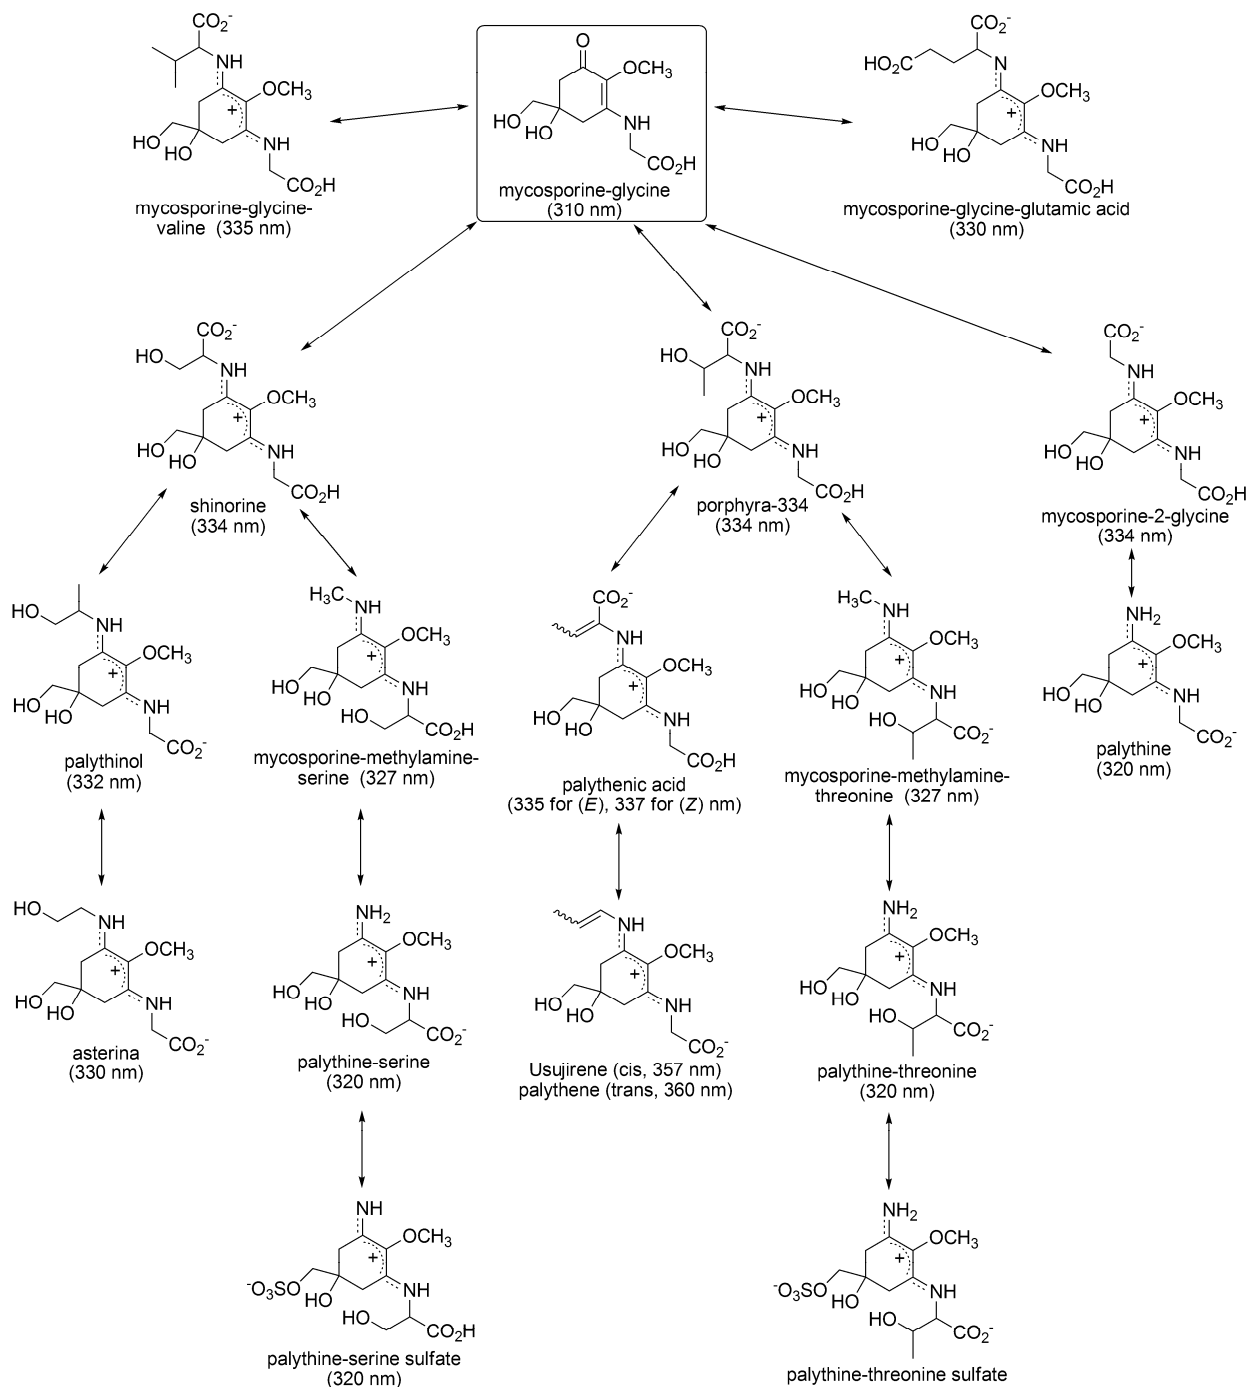 CO2-
NH
OCH3
+
HO
HO
NH
CO2H
mycosporine-glycine-
valine (335 nm)
O
OCH3
HO
HO
NH
CO2H
mycosporine-glycine
(310 nm)
CO2-
HO2C
N
OCH3
+
HO
HO
NH
CO2H
mycosporine-glycine-glutamic acid
(330 nm)
CO2-
HO
NH
OCH3
+
HO
HO
NH
CO2H
shinorine
(334 nm)
CO2-
HO
NH
OCH3
+
HO
HO
NH
CO2H
porphyra-334
(334 nm)
CO2-
NH
OCH3
+
HO
HO
NH
CO2H
mycosporine-2-glycine
(334 nm)
HO
NH
OCH3
+
HO
HO
NH
CO2-
palythinol
(332 nm)
H3C
NH
OCH3
+
HO
HO
NH
HO
CO2H
mycosporine-methylamine-
serine (327 nm)
CO2-
NH
OCH3
+
HO
HO
NH
CO2H
palythenic acid
(335 for (E), 337 for (Z) nm)
H3C
NH
OCH3
+
HO
HO
NH
HO
CO2-
mycosporine-methylamine-
threonine (327 nm)
NH2
OCH3
+
HO
HO
NH
CO2-
palythine
(320 nm)
HO
NH
OCH3
+
HO
HO
NH
CO2-
asterina
(330 nm)
NH2
OCH3
+
HO
HO
NH
HO
CO2-
palythine-serine
(320 nm)
NH
OCH3
+
HO
HO
NH
CO2-
Usujirene (cis, 357 nm)
palythene (trans, 360 nm)
NH2
OCH3
+
HO
HO
NH
HO
CO2-
palythine-threonine
(320 nm)
NH
OCH3
+
-O3SO
HO
NH
HO
CO2H
palythine-serine sulfate
(320 nm)
NH2
OCH3
+
-O3SO
HO
NH
HO
CO2-
palythine-threonine sulfate